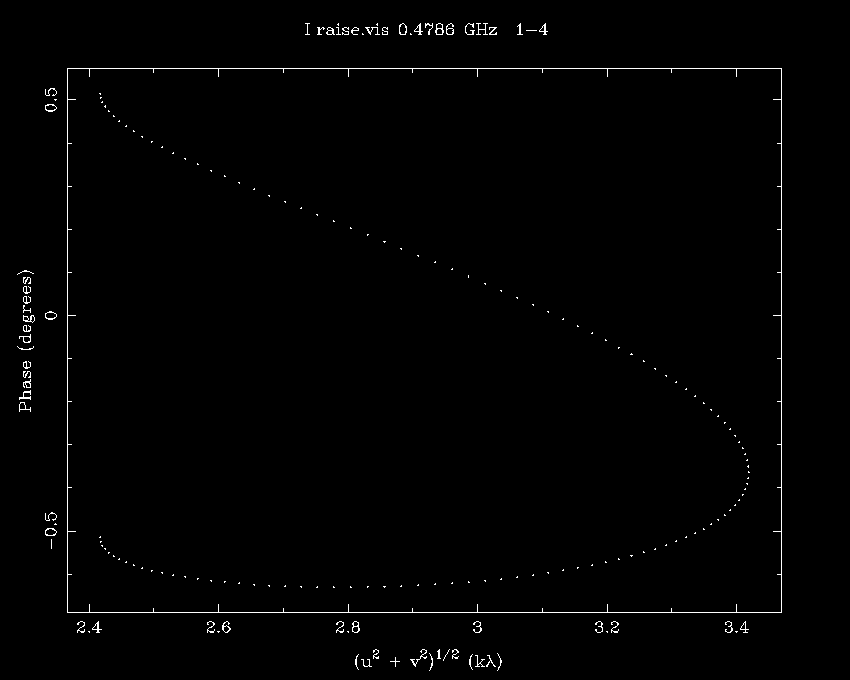 I raise.vis 0.4786 GHz 1−4
0.5
0
−0.5
Phase (degrees)
2.4 2.6 2.8 3 3.2 3.4
(u² + v²)¹/² (kλ)